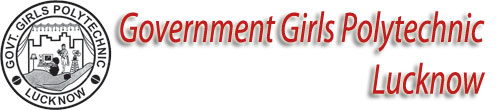 GOVT. GIRLS POLYTECHNIC
LUCKNOW
Government Girls Polytechnic
Lucknow